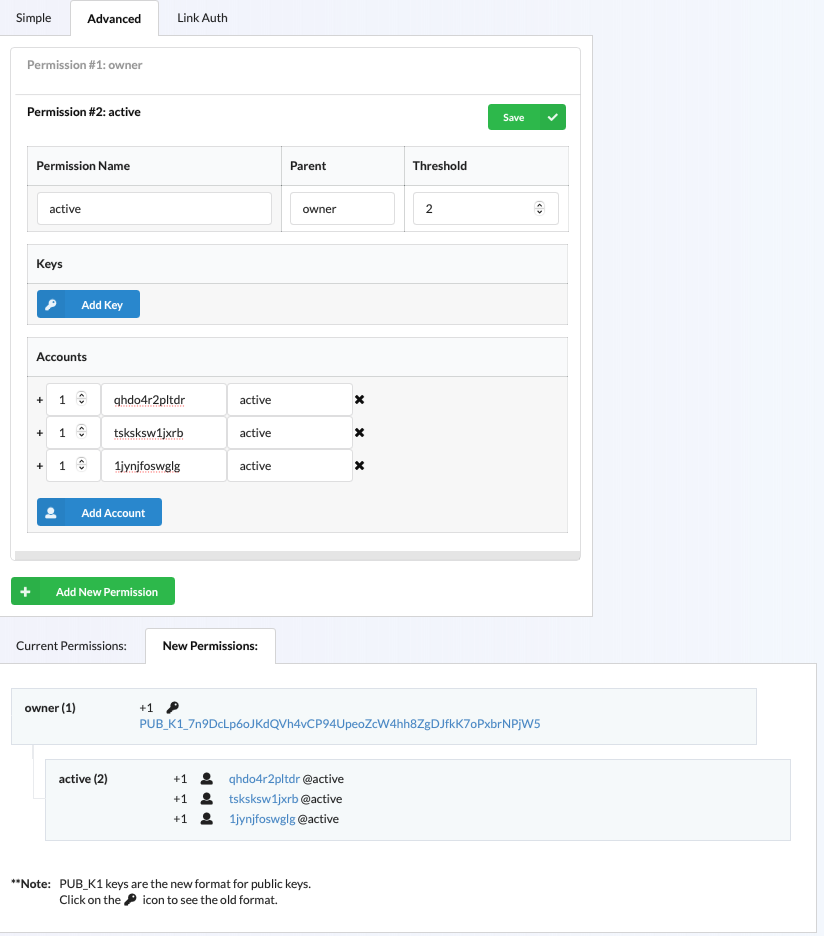 Simple Advanced Link Auth
Permission #1: owner
Permission #2: active Save
Permission Name Parent Threshold
active owner 2
Keys
Add Key
Accounts
+ 1 qhdo4r2pltdr active
+ 1 tsksksw1jxrb active
+ 1 1jynjfoswglg active
Add Account
Add New Permission
Current Permissions: New Permissions:
owner (1) +1
PUB_K1_7n9DcLp6oJKdQVh4vCP94UpeoZcW4hh8ZgDJfkK7oPxbrNPjW5
active (2) +1 qhdo4r2pltdr @active
+1 tsksksw1jxrb @active
+1 1jynjfoswglg @active
**Note: PUB_K1 keys are the new format for public keys.
Click on the icon to see the old format.